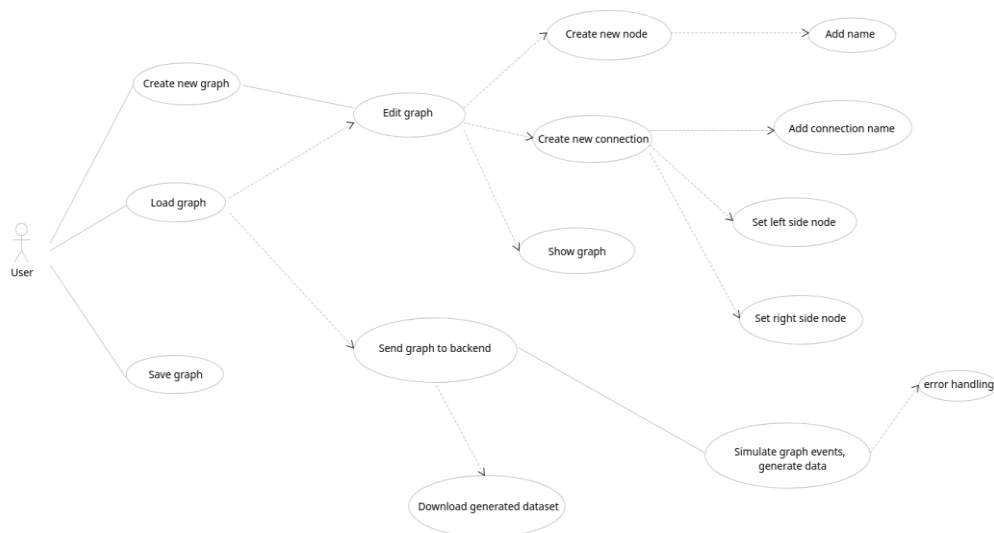 Create new node
Add name
Create new graph
Edit graph
Create new connection
Add connection name
Load graph
Set left side node
Show graph
User
Set right side node
Send graph to backend
Save graph
error handling
Simulate graph events,
generate data
Download generated dataset